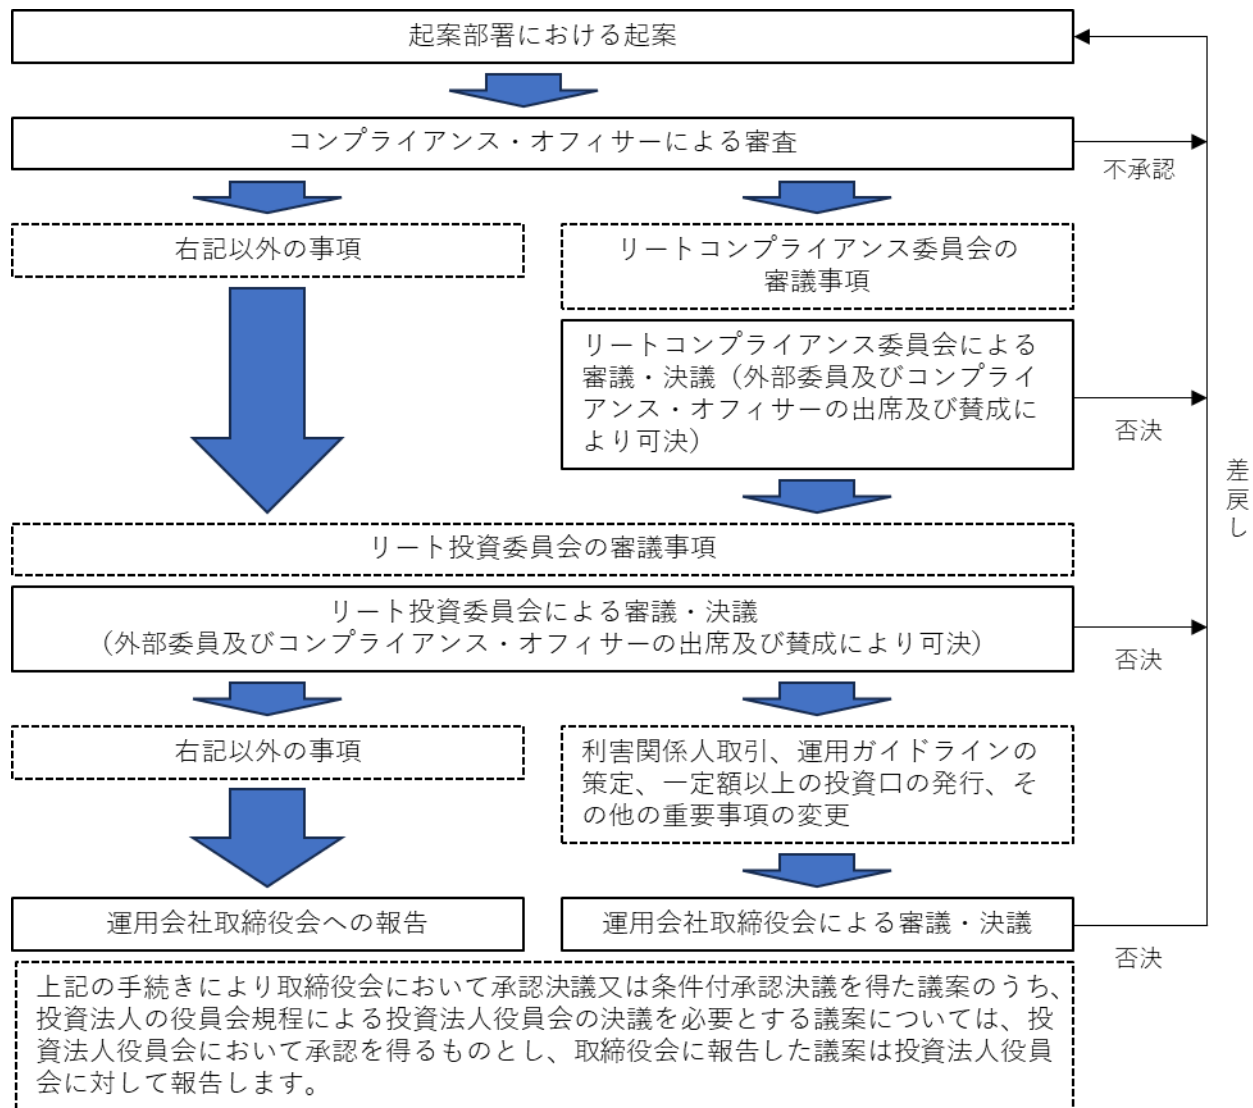 起案部署における起案
コンプライアンス・オフィサーによる審査
不承認
右記以外の事項
リートコンプライアンス委員会の
審議事項
リートコンプライアンス委員会による
審議・決議（外部委員及びコンプライ
アンス・オフィサーの出席及び賛成に
より可決）
否決
差戻し
リート投資委員会の審議事項
リート投資委員会による審議・決議
（外部委員及びコンプライアンス・オフィサーの出席及び賛成により可決）
否決
右記以外の事項
利害関係人取引、運用ガイドラインの
策定、一定額以上の投資口の発行、そ
の他の重要事項の変更
運用会社取締役会への報告
運用会社取締役会による審議・決議
否決
上記の手続きにより取締役会において承認決議又は条件付承認決議を得た議案のうち、
投資法人の役員会規程による投資法人役員会の決議を必要とする議案については、投
資法人役員会において承認を得るものとし、取締役会に報告した議案は投資法人役員
会に対して報告します。